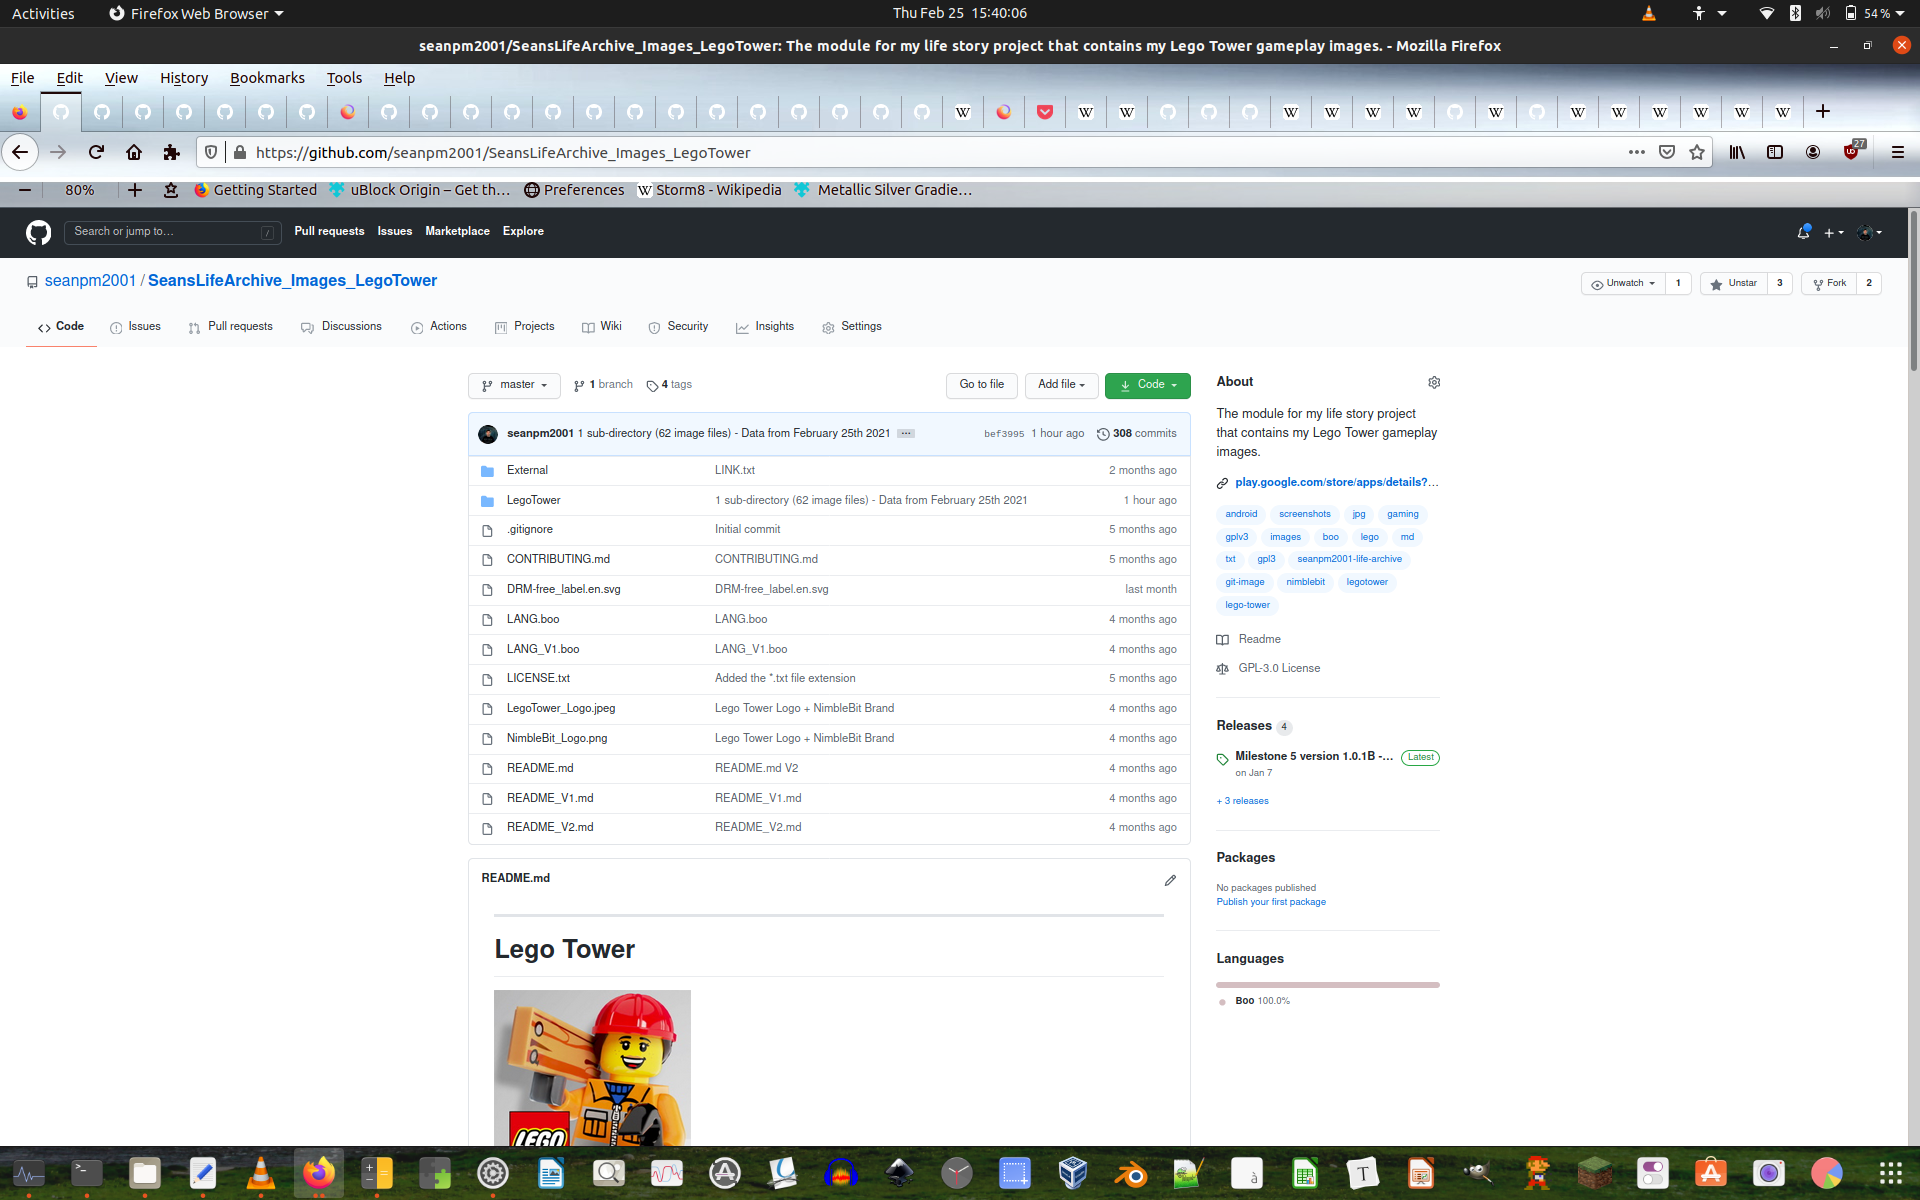 Activities Firefox Web Browser Thu Feb 25 15:40:06 54 %
seanpm2001/SeansLifeArchive_Images_LegoTower: The module for my life story project that contains my Lego Tower gameplay images. - Mozilla Firefox
File Edit View History Bookmarks Tools Help
https://github.com/seanpm2001/SeansLifeArchive_Images_LegoTower 27
80% Getting Started uBlock Origin – Get th… Preferences Storm8 - Wikipedia Metallic Silver Gradie…
Search or jump to… / Pull requests Issues Marketplace Explore
seanpm2001 / SeansLifeArchive_Images_LegoTower Unwatch 1 Unstar 3 Fork 2
Code Issues Pull requests Discussions Actions Projects Wiki Security Insights Settings
master 1 branch 4 tags Go to file Add file Code
seanpm2001 1 sub-directory (62 image files) - Data from February 25th 2021 bef3995 1 hour ago 308 commits
External LINK.txt 2 months ago
LegoTower 1 sub-directory (62 image files) - Data from February 25th 2021 1 hour ago
.gitignore Initial commit 5 months ago
CONTRIBUTING.md CONTRIBUTING.md 5 months ago
DRM-free_label.en.svg DRM-free_label.en.svg last month
LANG.boo LANG.boo 4 months ago
LANG_V1.boo LANG_V1.boo 4 months ago
LICENSE.txt Added the *.txt file extension 5 months ago
LegoTower_Logo.jpeg Lego Tower Logo + NimbleBit Brand 4 months ago
NimbleBit_Logo.png Lego Tower Logo + NimbleBit Brand 4 months ago
README.md README.md V2 4 months ago
README_V1.md README_V1.md 4 months ago
README_V2.md README_V2.md 4 months ago
README.md
Lego Tower
LEGO
About
The module for my life story project
that contains my Lego Tower gameplay
images.
play.google.com/store/apps/details?…
android screenshots jpg gaming
gplv3 images boo lego md
txt gpl3 seanpm2001-life-archive
git-image nimblebit legotower
lego-tower
Readme
GPL-3.0 License
Releases 4
Milestone 5 version 1.0.1B -… Latest
on Jan 7
+ 3 releases
Packages
No packages published
Publish your first package
Languages
Boo 100.0%